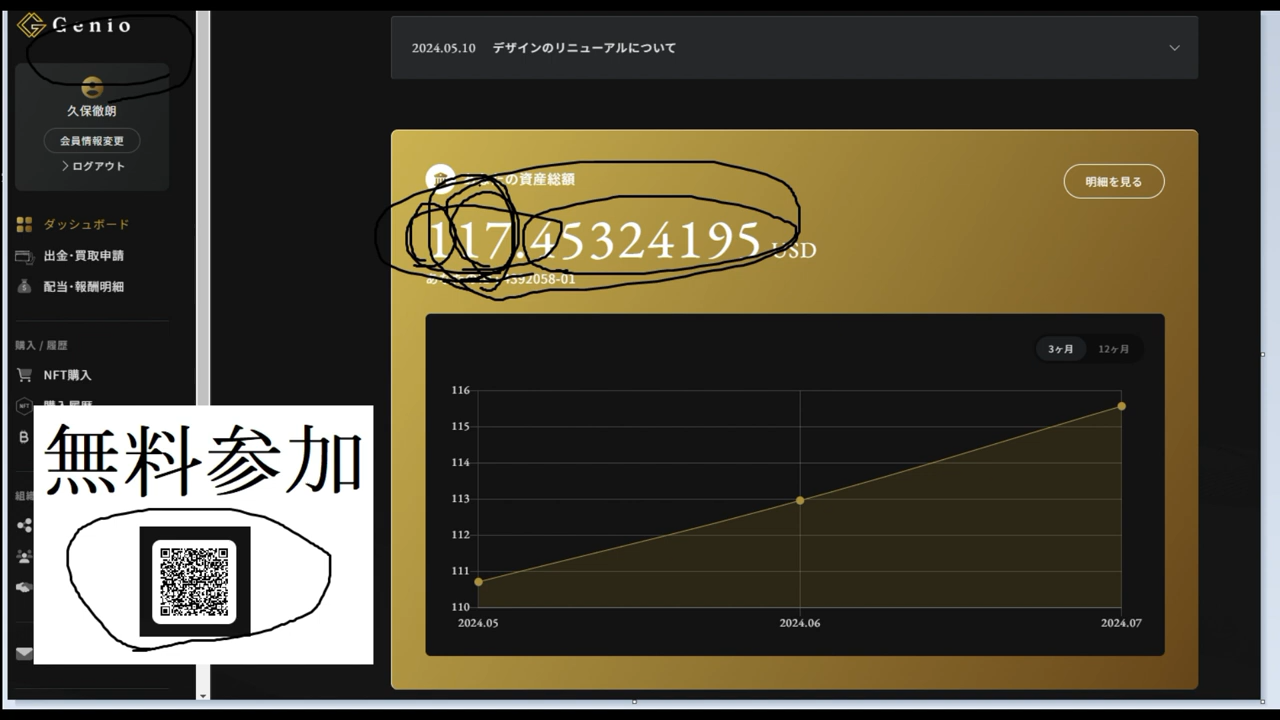 Genio
久保徹朗
会員情報変更
ログアウト
ダッシュボード
出金・買取申請
配当・報酬明細
購入 / 履歴
NFT購入
2024.05.10 デザインのリニューアルについて
の資産総額
明細を見る
117.45324195 USD
4392058-01
3ヶ月 12ヶ月
116
115
114
113
112
111
110
2024.05 2024.06 2024.07
無料参加